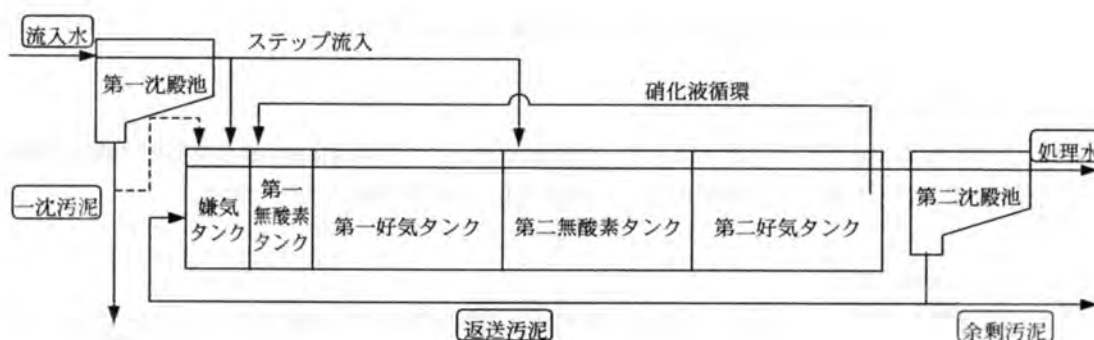 流入水
ステップ流入
第一沈殿池
硝化液循環
処理水
一沈汚泥
嫌気
タンク
第一
無酸素
タンク
第一好気タンク
第二無酸素タンク
第二好気タンク
第二沈殿池
返送汚泥
余剰汚泥